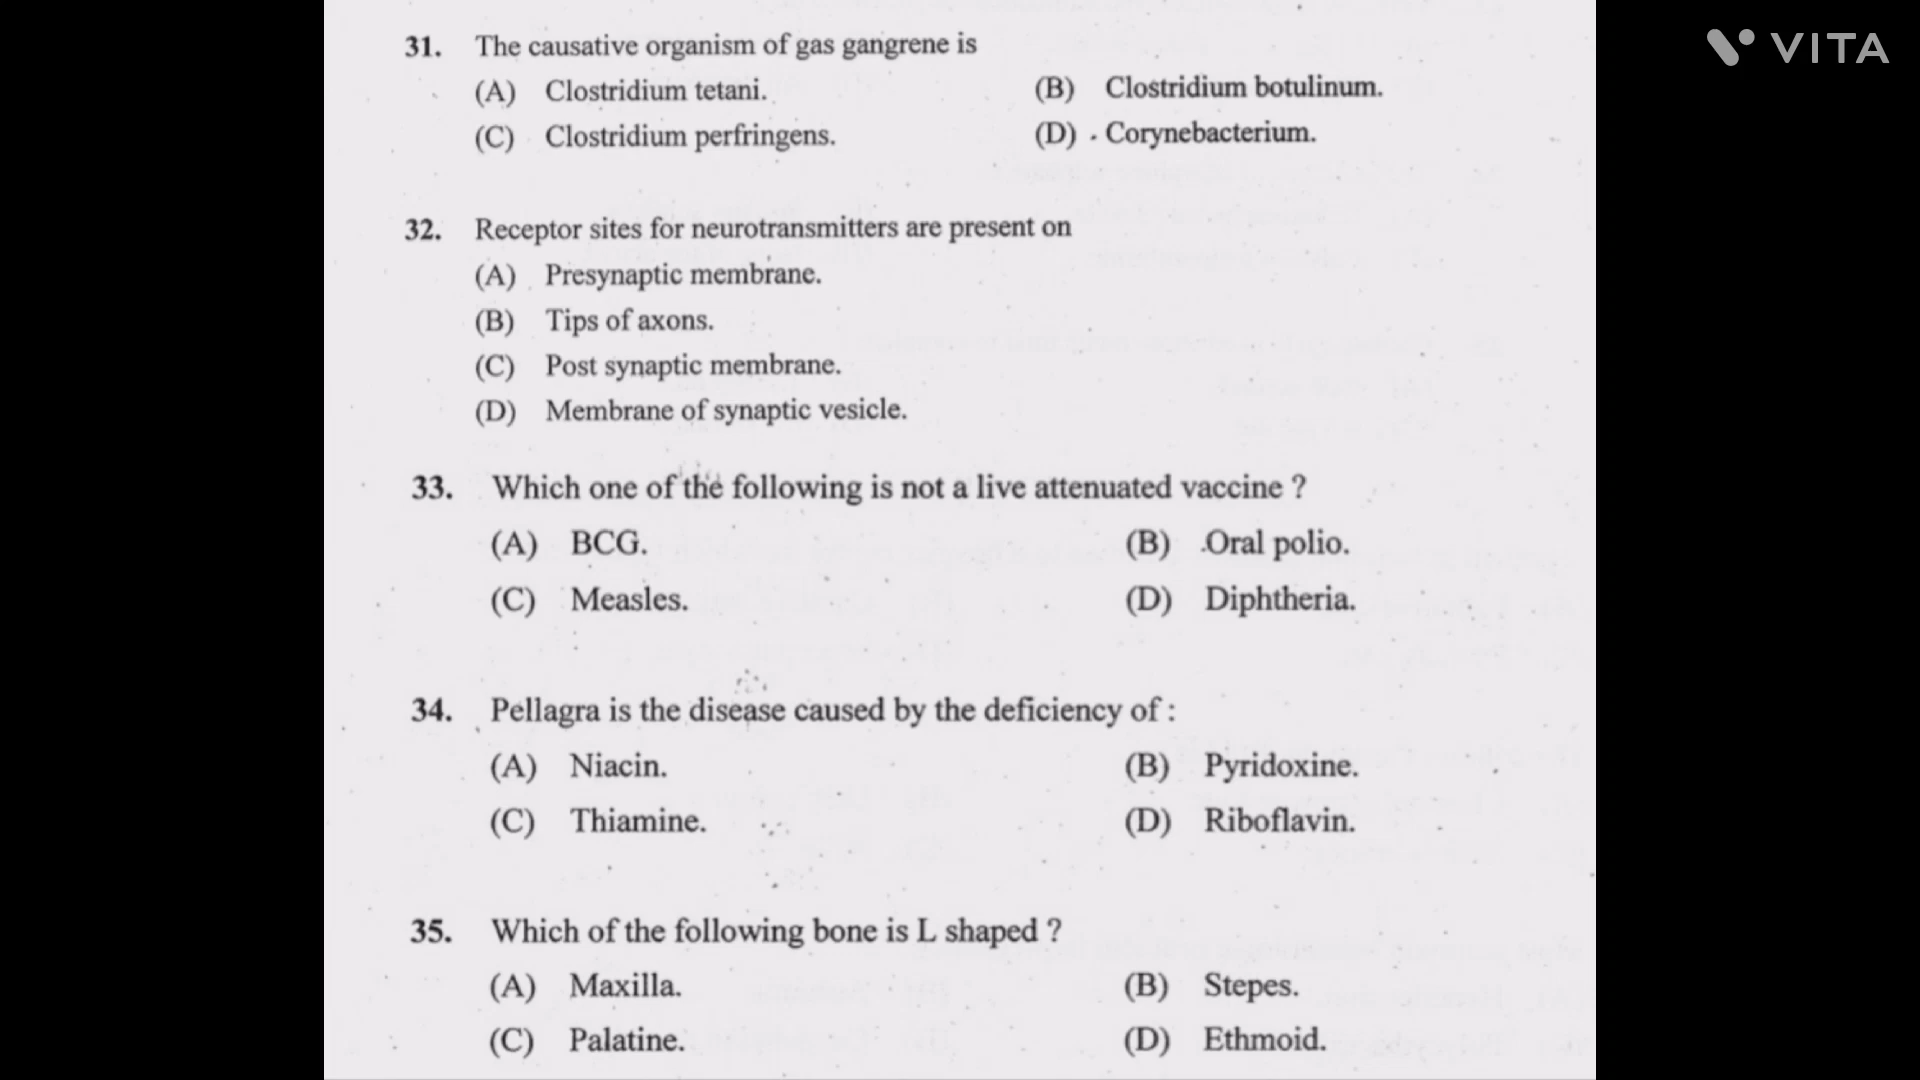 VITA
31. The causative organism of gas gangrene is
(A) Clostridium tetani. (B) Clostridium botulinum.
(C) Clostridium perfringens. (D) Corynebacterium.
32. Receptor sites for neurotransmitters are present on
(A) Presynaptic membrane.
(B) Tips of axons.
(C) Post synaptic membrane.
(D) Membrane of synaptic vesicle.
33. Which one of the following is not a live attenuated vaccine ?
(A) BCG. (B) Oral polio.
(C) Measles. (D) Diphtheria.
34. Pellagra is the disease caused by the deficiency of :
(A) Niacin. (B) Pyridoxine.
(C) Thiamine. (D) Riboflavin.
35. Which of the following bone is L shaped ?
(A) Maxilla. (B) Stepes.
(C) Palatine. (D) Ethmoid.